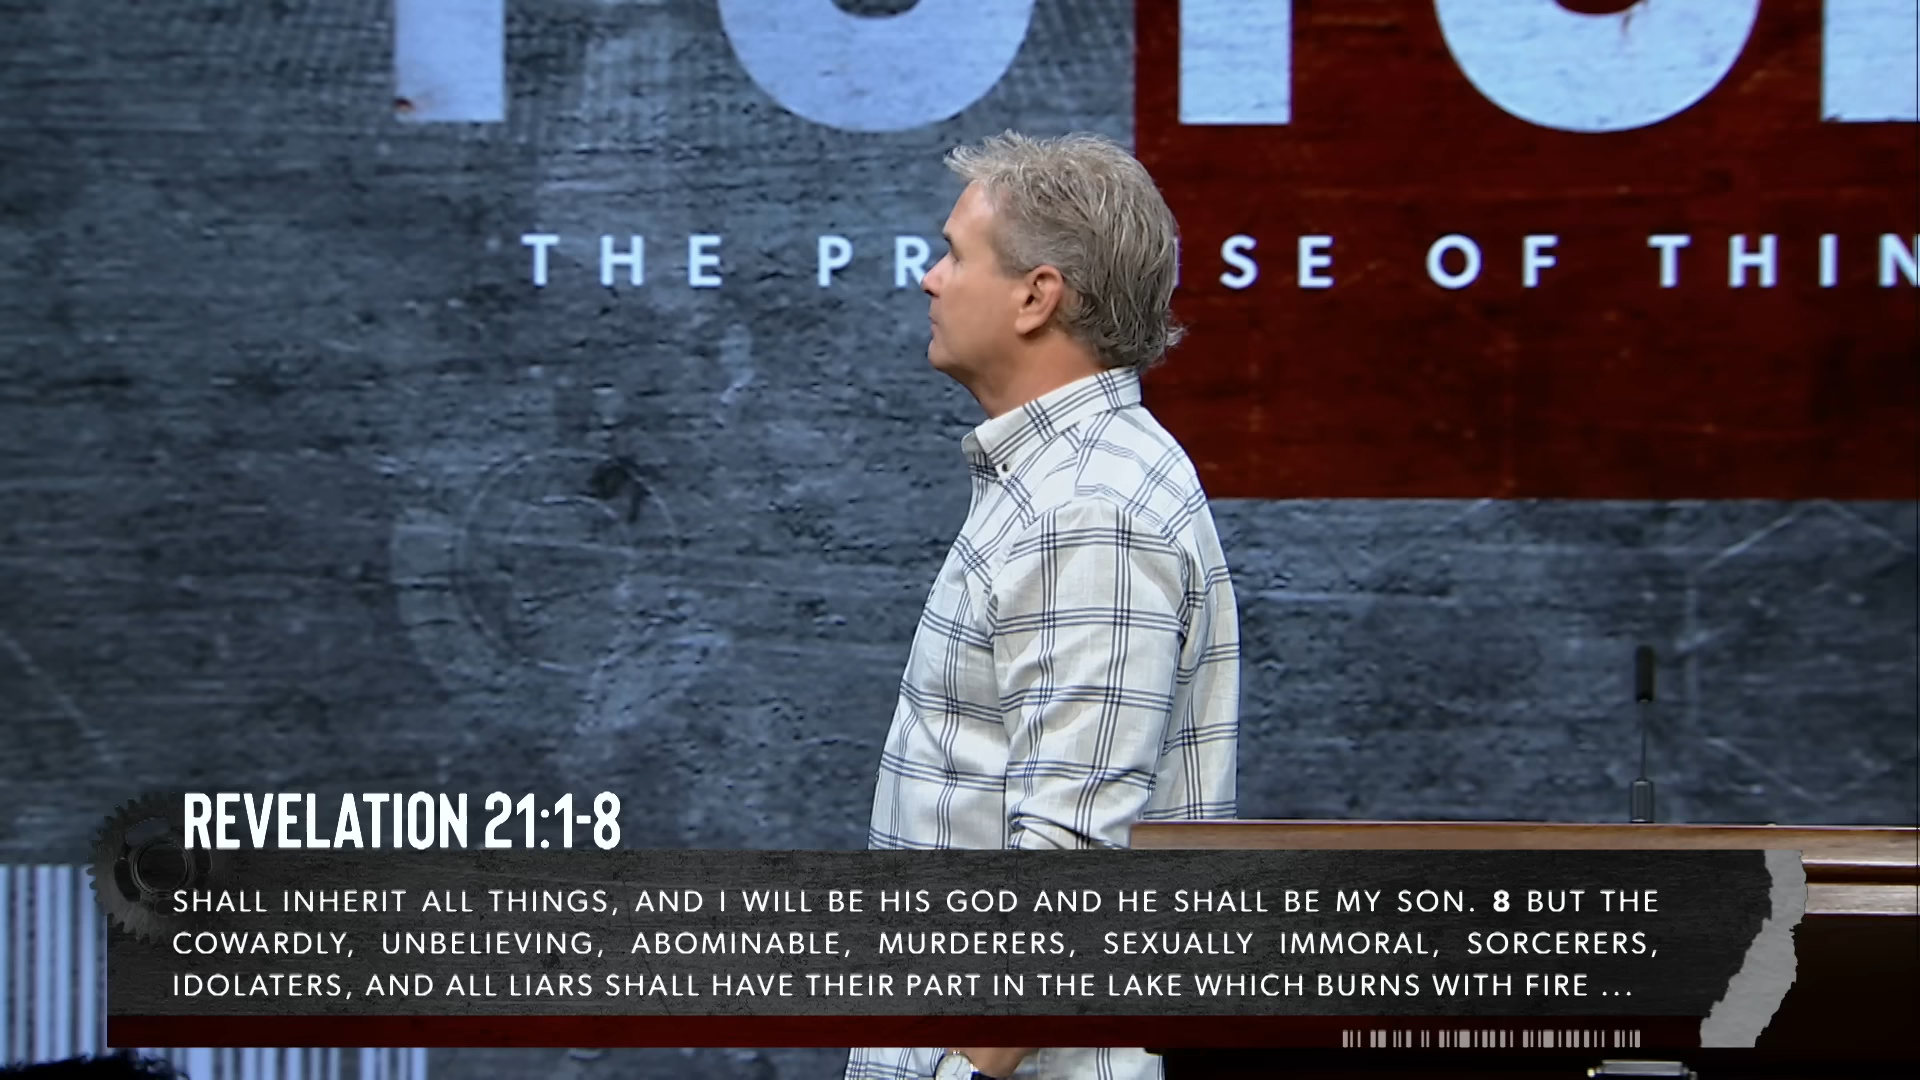 THE PR ISE OF THIN
REVELATION 21:1-8
SHALL INHERIT ALL THINGS, AND I WILL BE HIS GOD AND HE SHALL BE MY SON. 8 BUT THE
COWARDLY, UNBELIEVING, ABOMINABLE, MURDERERS, SEXUALLY IMMORAL, SORCERERS,
IDOLATERS, AND ALL LIARS SHALL HAVE THEIR PART IN THE LAKE WHICH BURNS WITH FIRE ...